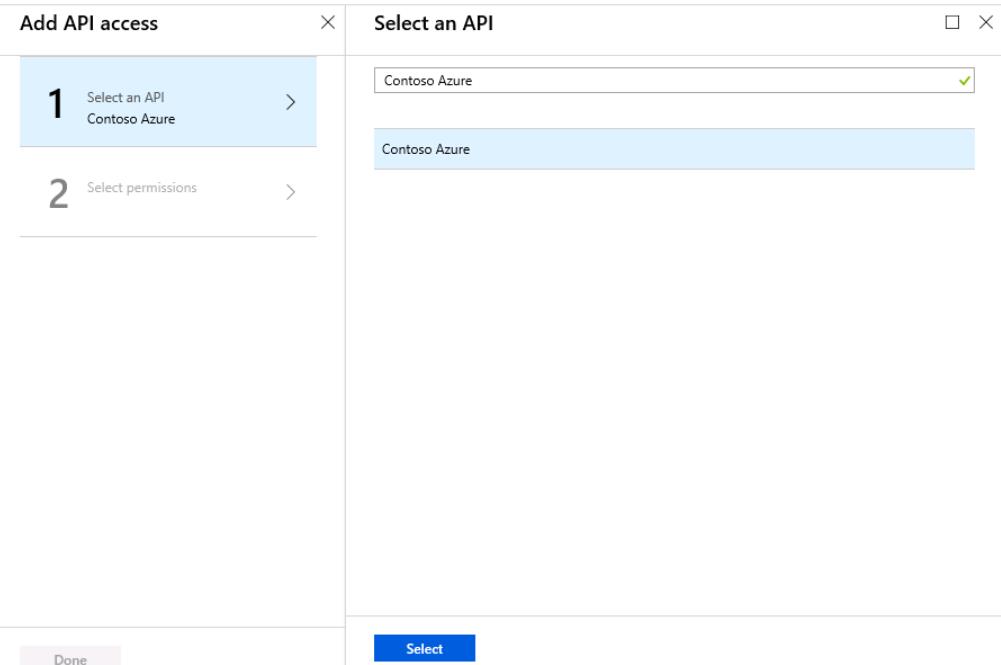 Add API access
1
Select an API
Contoso Azure
2
Select permissions
Done
Select an API
Contoso Azure
Contoso Azure
Select